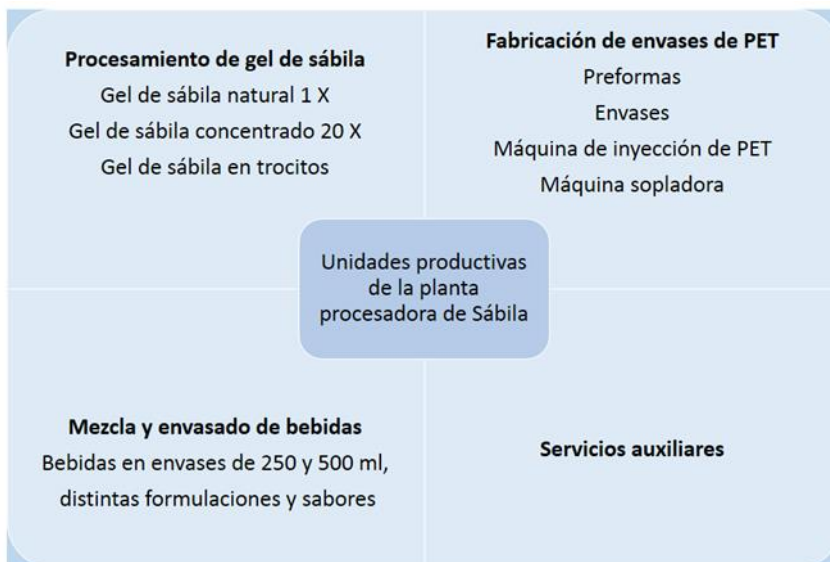 Procesamiento de gel de sábila
Gel de sábila natural 1 X
Gel de sábila concentrado 20 X
Gel de sábila en trocitos
Fabricación de envases de PET
Preformas
Envases
Máquina de inyección de PET
Máquina sopladora
Unidades productivas
de la planta
procesadora de Sábila
Mezcla y envasado de bebidas
Bebidas en envases de 250 y 500 ml,
distintas formulaciones y sabores
Servicios auxiliares